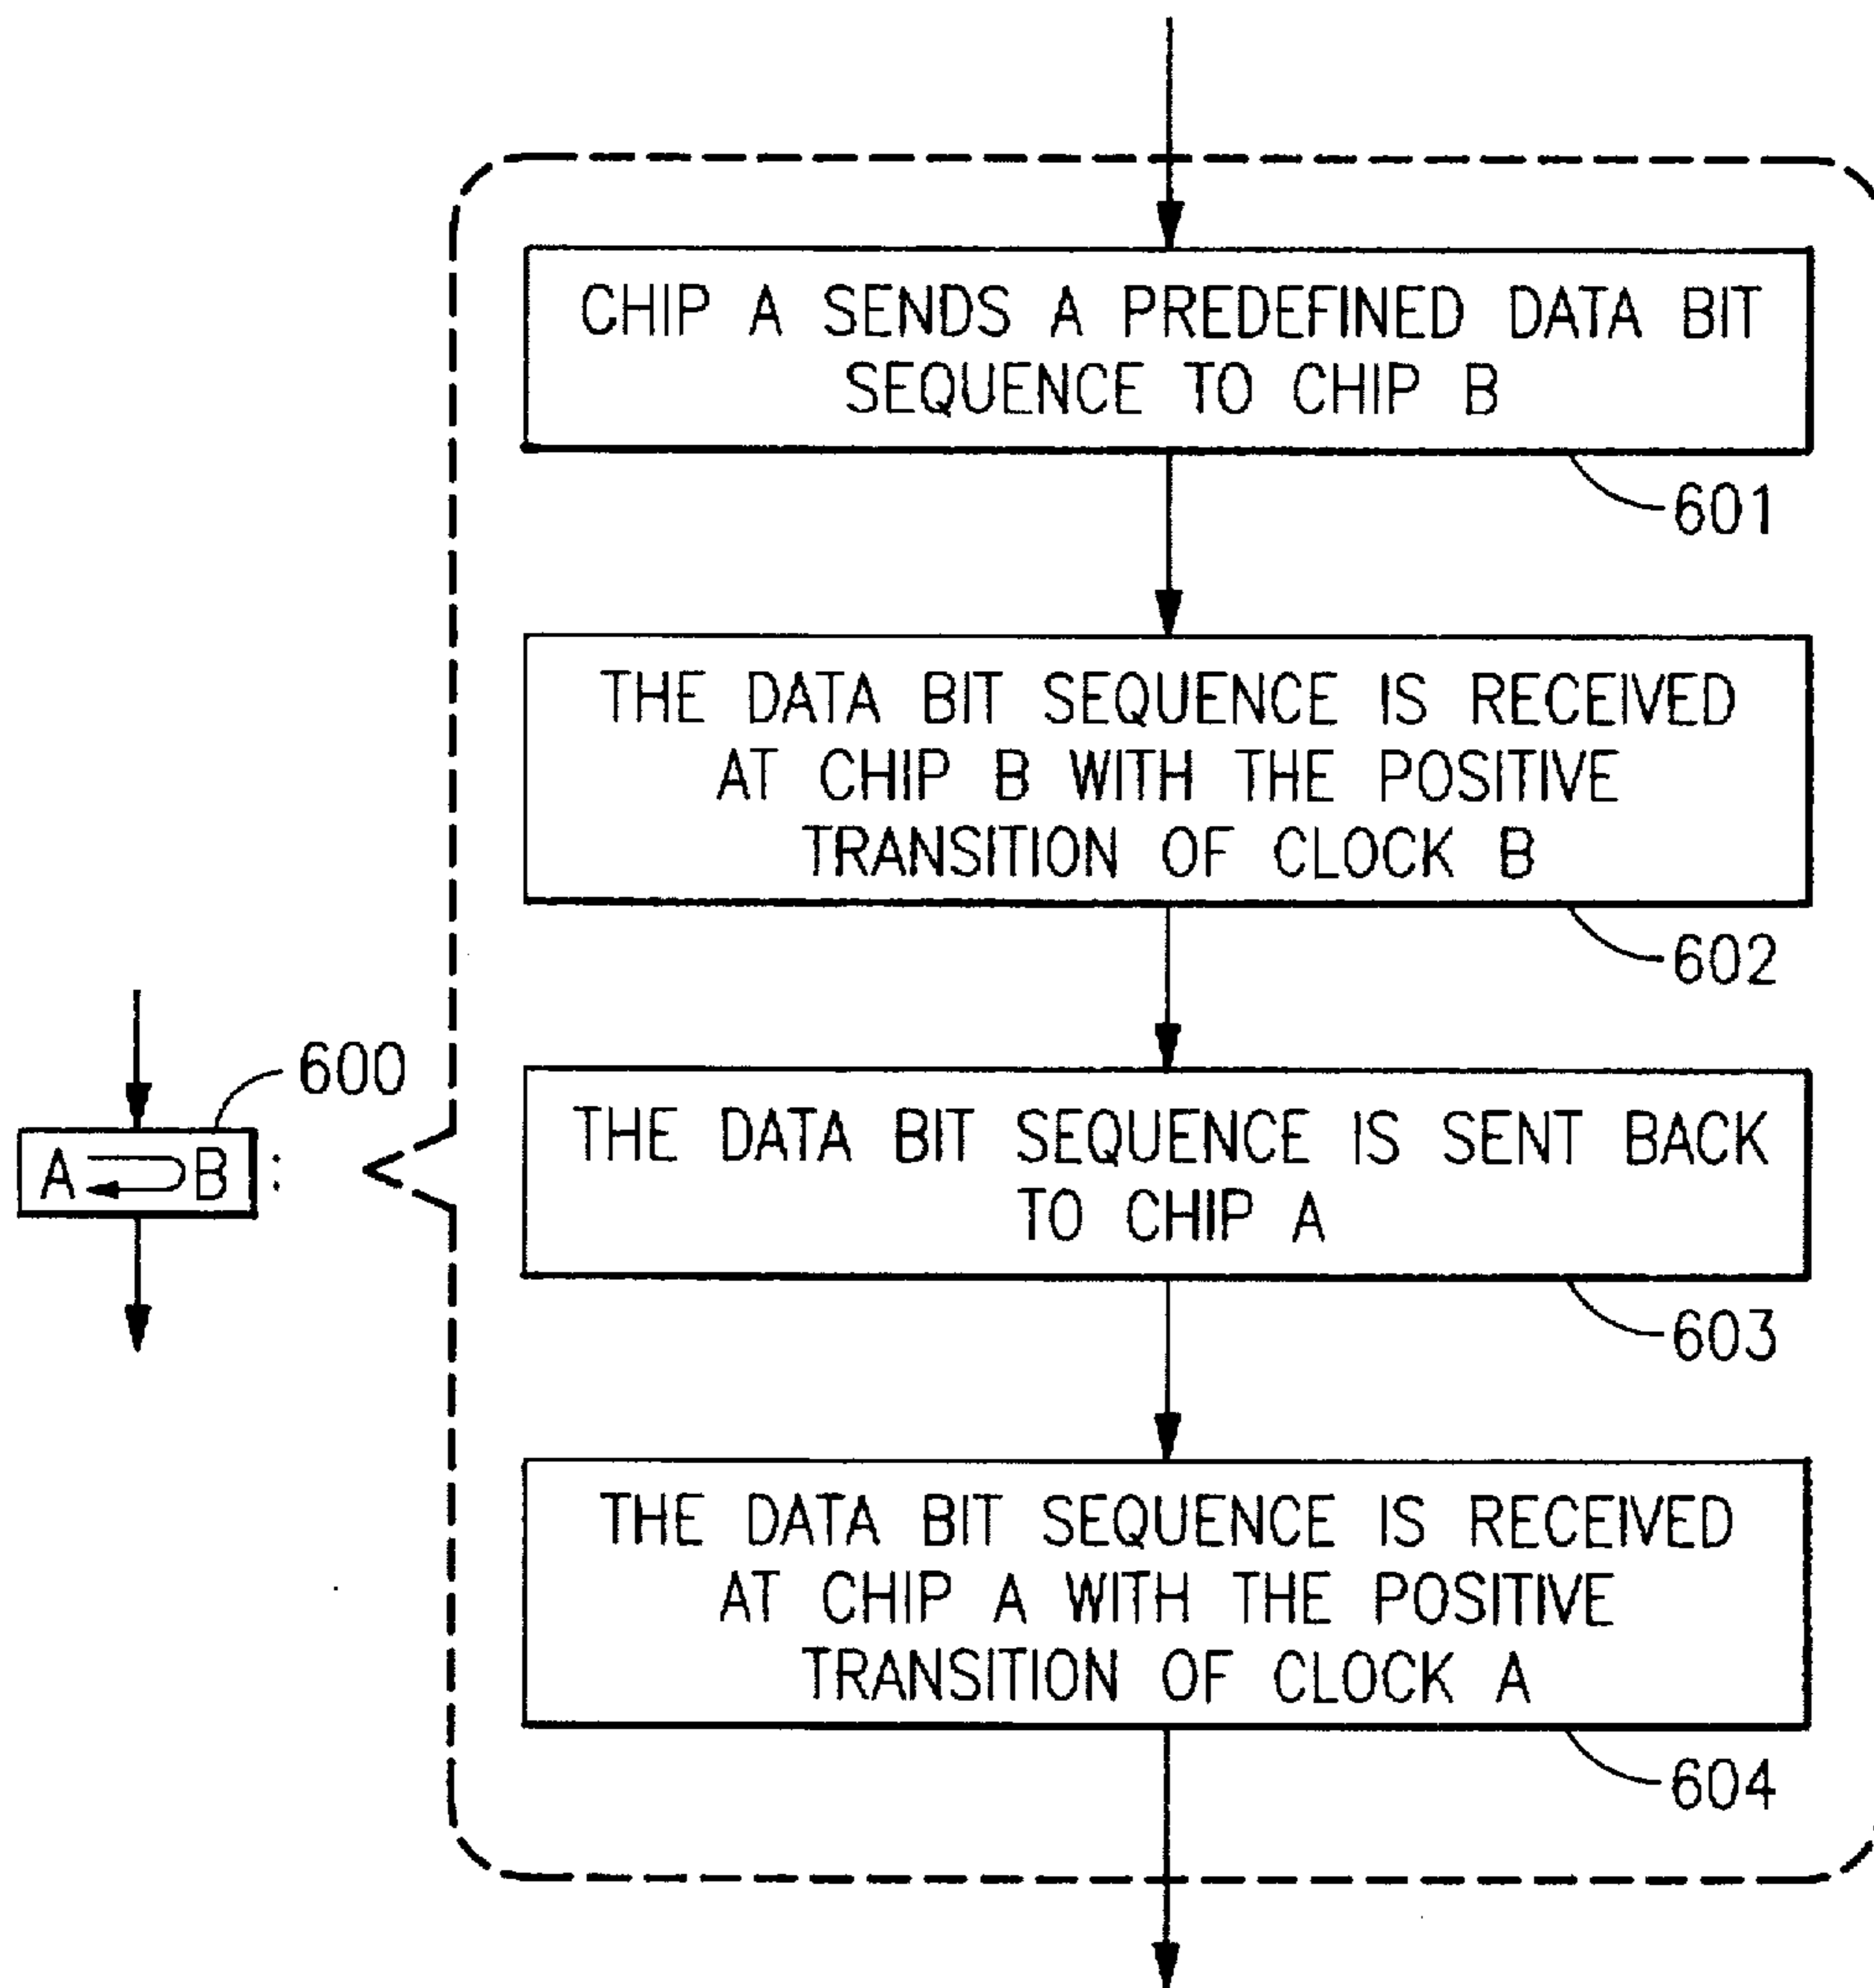 CHIP A SENDS A PREDEFINED DATA BIT
SEQUENCE TO CHIP B
601
THE DATA BIT SEQUENCE IS RECEIVED
AT CHIP B WITH THE POSITIVE
TRANSITION OF CLOCK B
602
600
A B :
THE DATA BIT SEQUENCE IS SENT BACK
TO CHIP A
603
THE DATA BIT SEQUENCE IS RECEIVED
AT CHIP A WITH THE POSITIVE
TRANSITION OF CLOCK A
604